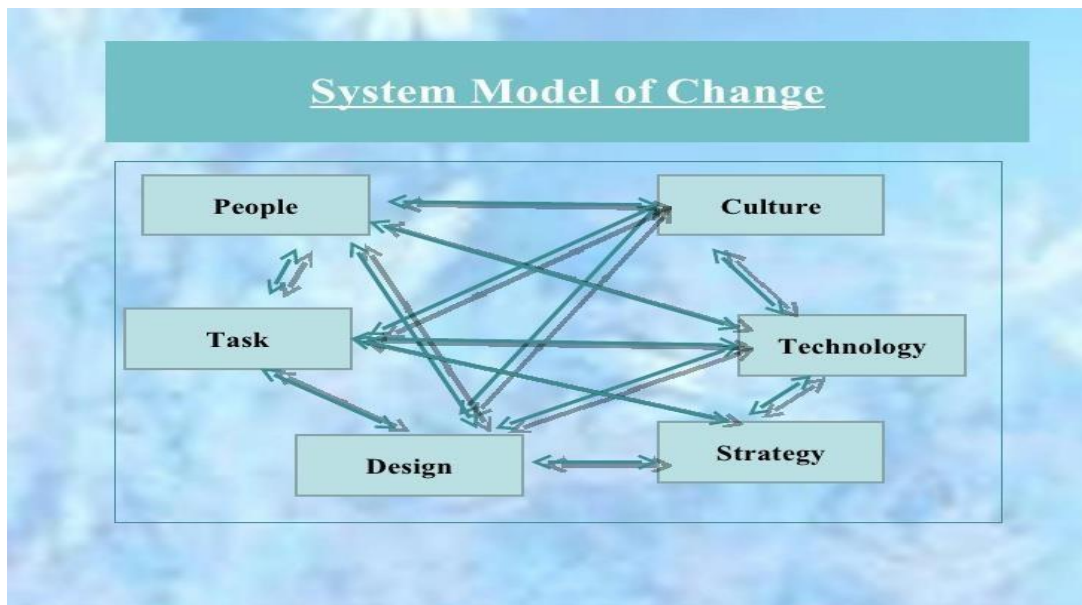 System Model of Change
People
Culture
Task
Technology
Design
Strategy